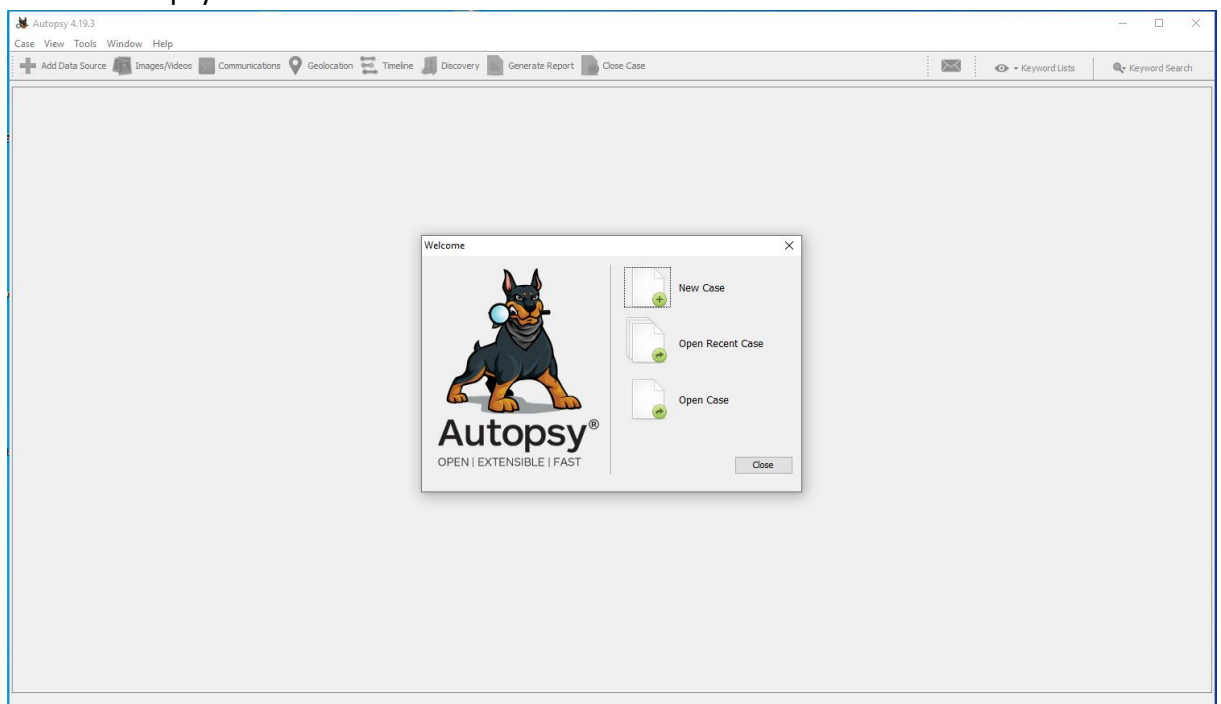 Autopsy 4.19.3
Case View Tools Window Help
Add Data Source Images/Videos Communications Geolocation Timeline Discovery Generate Report Close Case Keyword Lists Keyword Search
Welcome
New Case
Open Recent Case
Open Case
Autopsy®
OPEN | EXTENSIBLE | FAST
Close